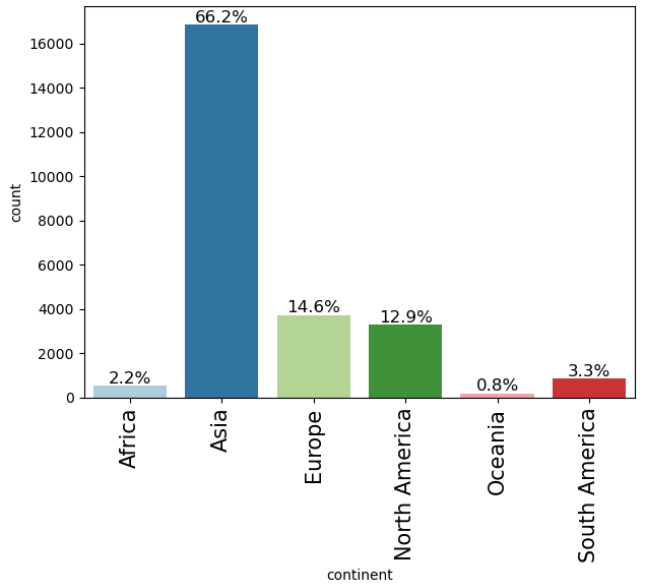 66.2%
16000
14000
12000
10000
8000
6000
4000
2000
0
count
2.2%
14.6%
12.9%
0.8%
3.3%
Africa
Asia
Europe
North America
Oceania
South America
continent